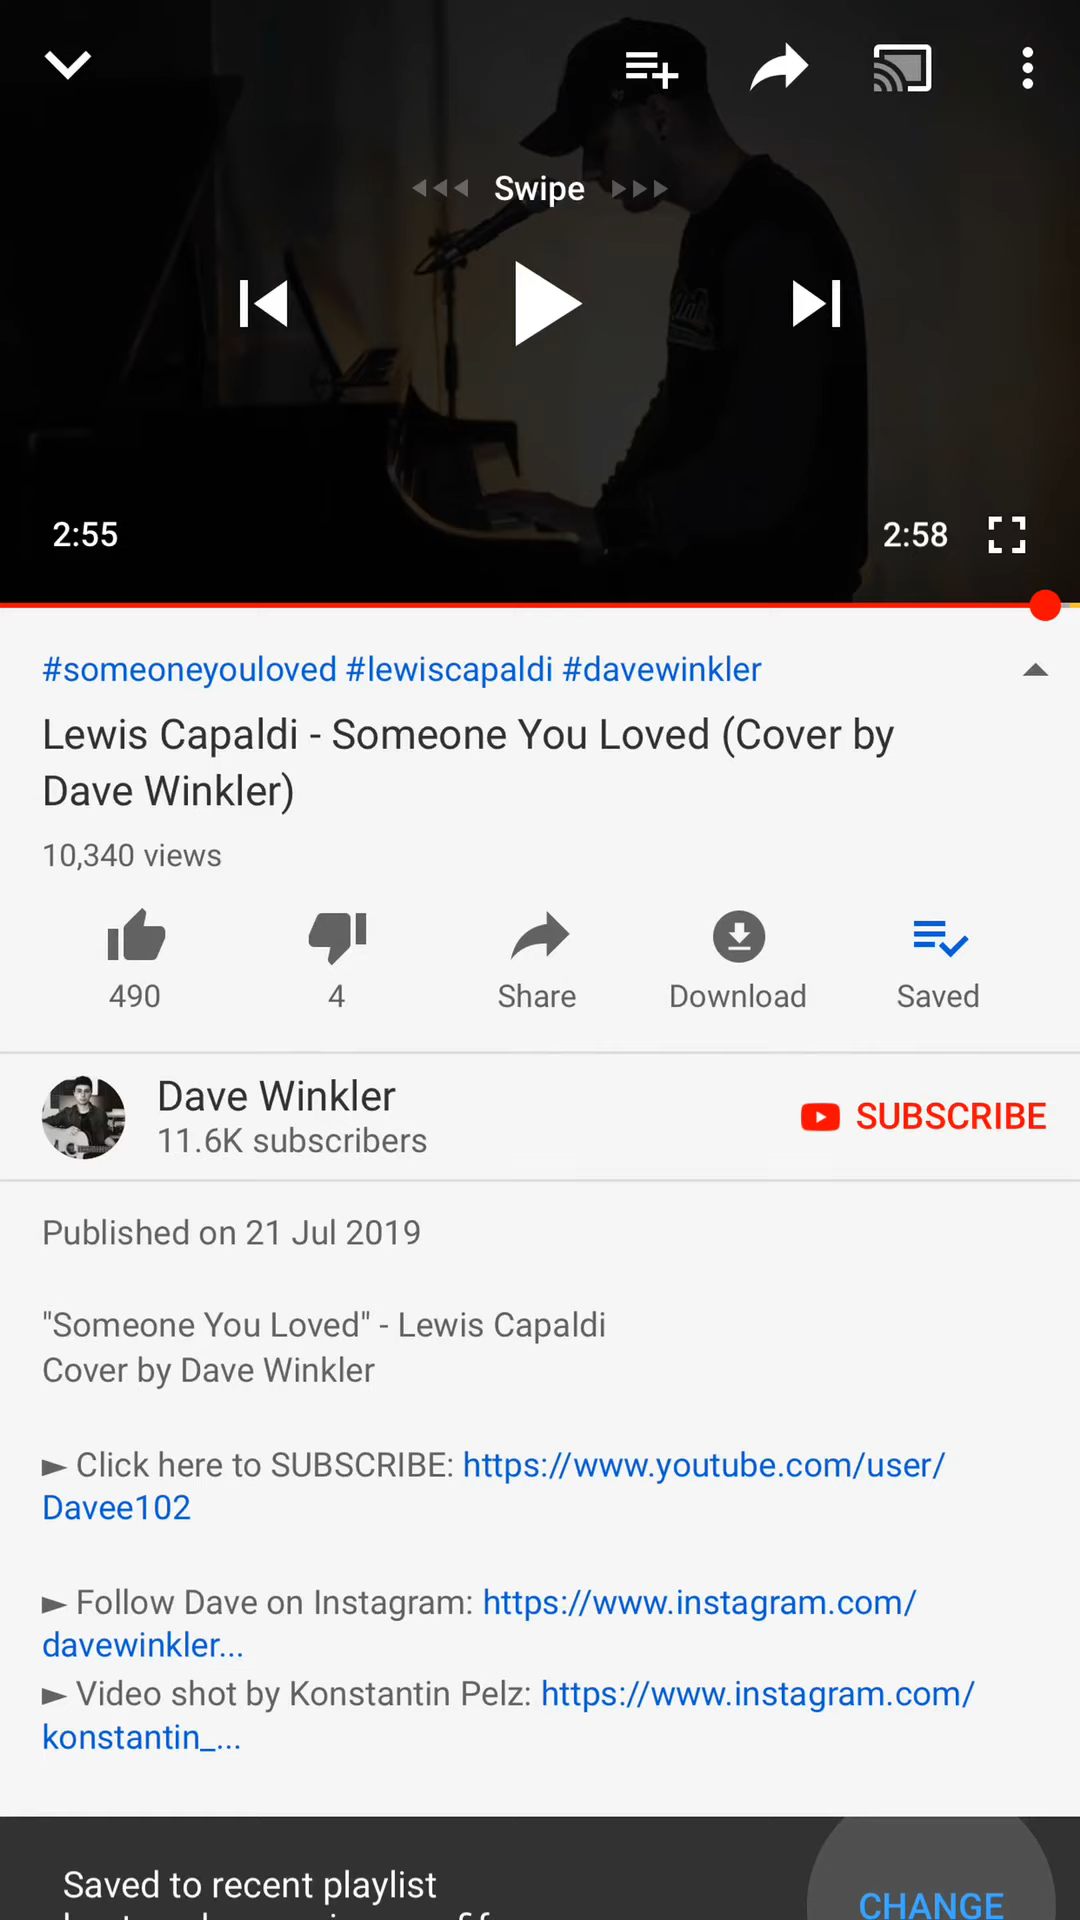 Swipe
2:55
2:58
#someoneyouloved #lewiscapaldi #davewinkler
Lewis Capaldi - Someone You Loved (Cover by
Dave Winkler)
10,340 views
490
4
Share
Download
Saved
Dave Winkler
11.6K subscribers
SUBSCRIBE
Published on 21 Jul 2019
"Someone You Loved" - Lewis Capaldi
Cover by Dave Winkler
► Click here to SUBSCRIBE: https://www.youtube.com/user/
Davee102
► Follow Dave on Instagram: https://www.instagram.com/
davewinkler...
► Video shot by Konstantin Pelz: https://www.instagram.com/
konstantin_...
Saved to recent playlist
CHANGE